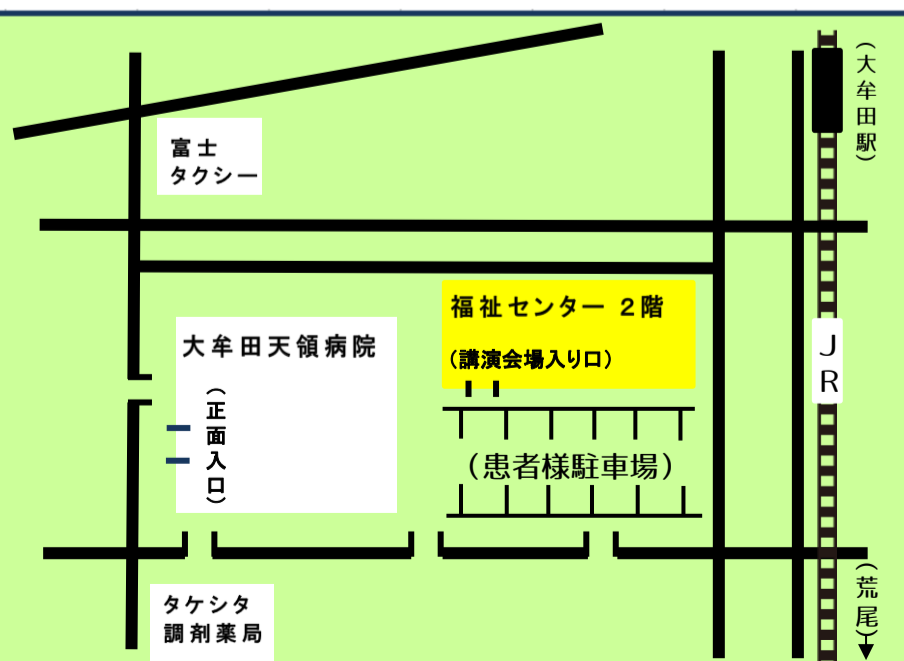 (大牟田駅)
富士
タクシー
福祉センター 2階
(講演会場入り口)
大牟田天領病院
(正面入口)
JR
(患者様駐車場)
タケシタ
調剤薬局
(荒尾)